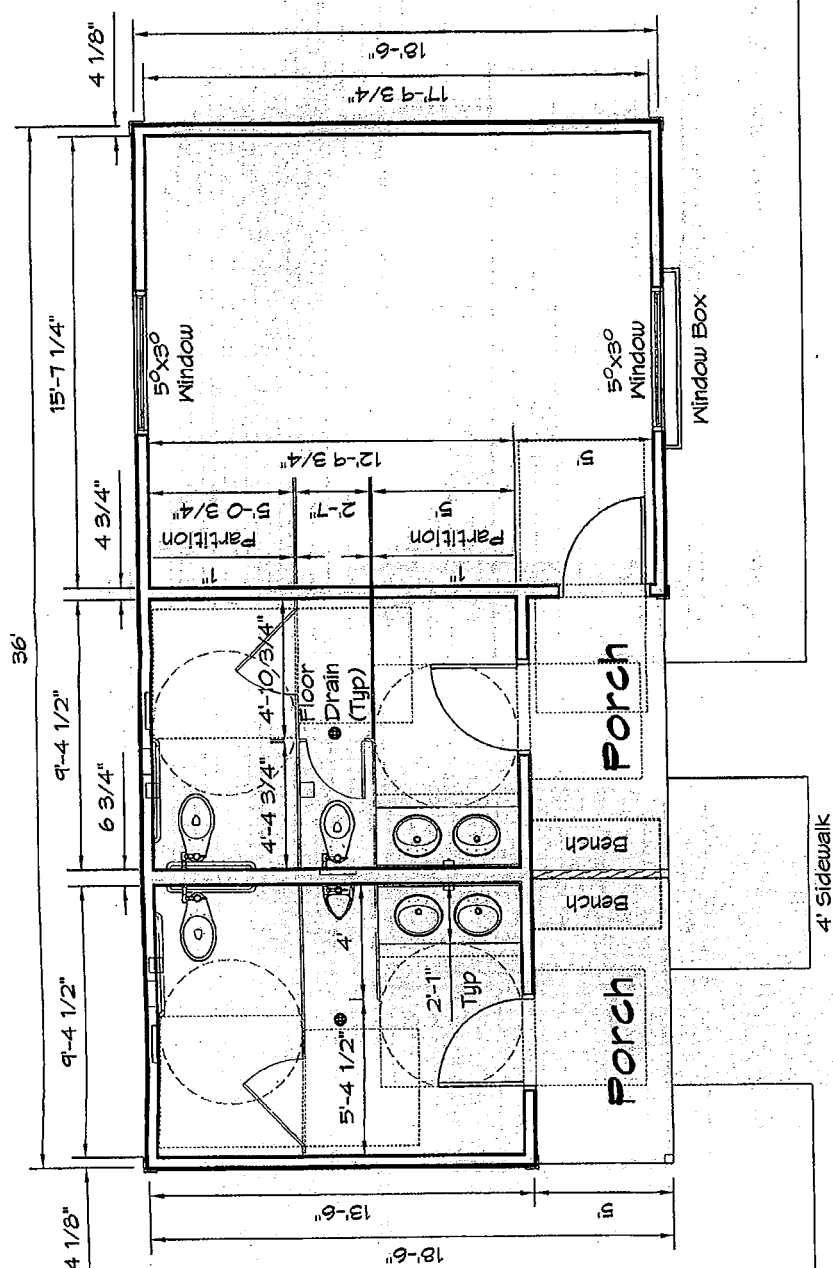 36'
4 1/8"
9'-4 1/2"
6 3/4"
9'-4 1/2"
4 3/4"
15'-7 1/4"
4 1/8"
18'-6"
17'-9 3/4"
5⁰x3⁰
Window
5⁰x3⁰
Window
Window Box
12'-9 3/4"
5'-0 3/4"
2'-7"
5'
5'
Partition
Partition
1"
1"
4'-10 3/4"
4'-4 3/4"
Floor
Drain
(Typ)
4'
5'-4 1/2"
2'-1"
Typ
Porch
Porch
Bench
Bench
4' Sidewalk
13'-6"
5'
18'-6"